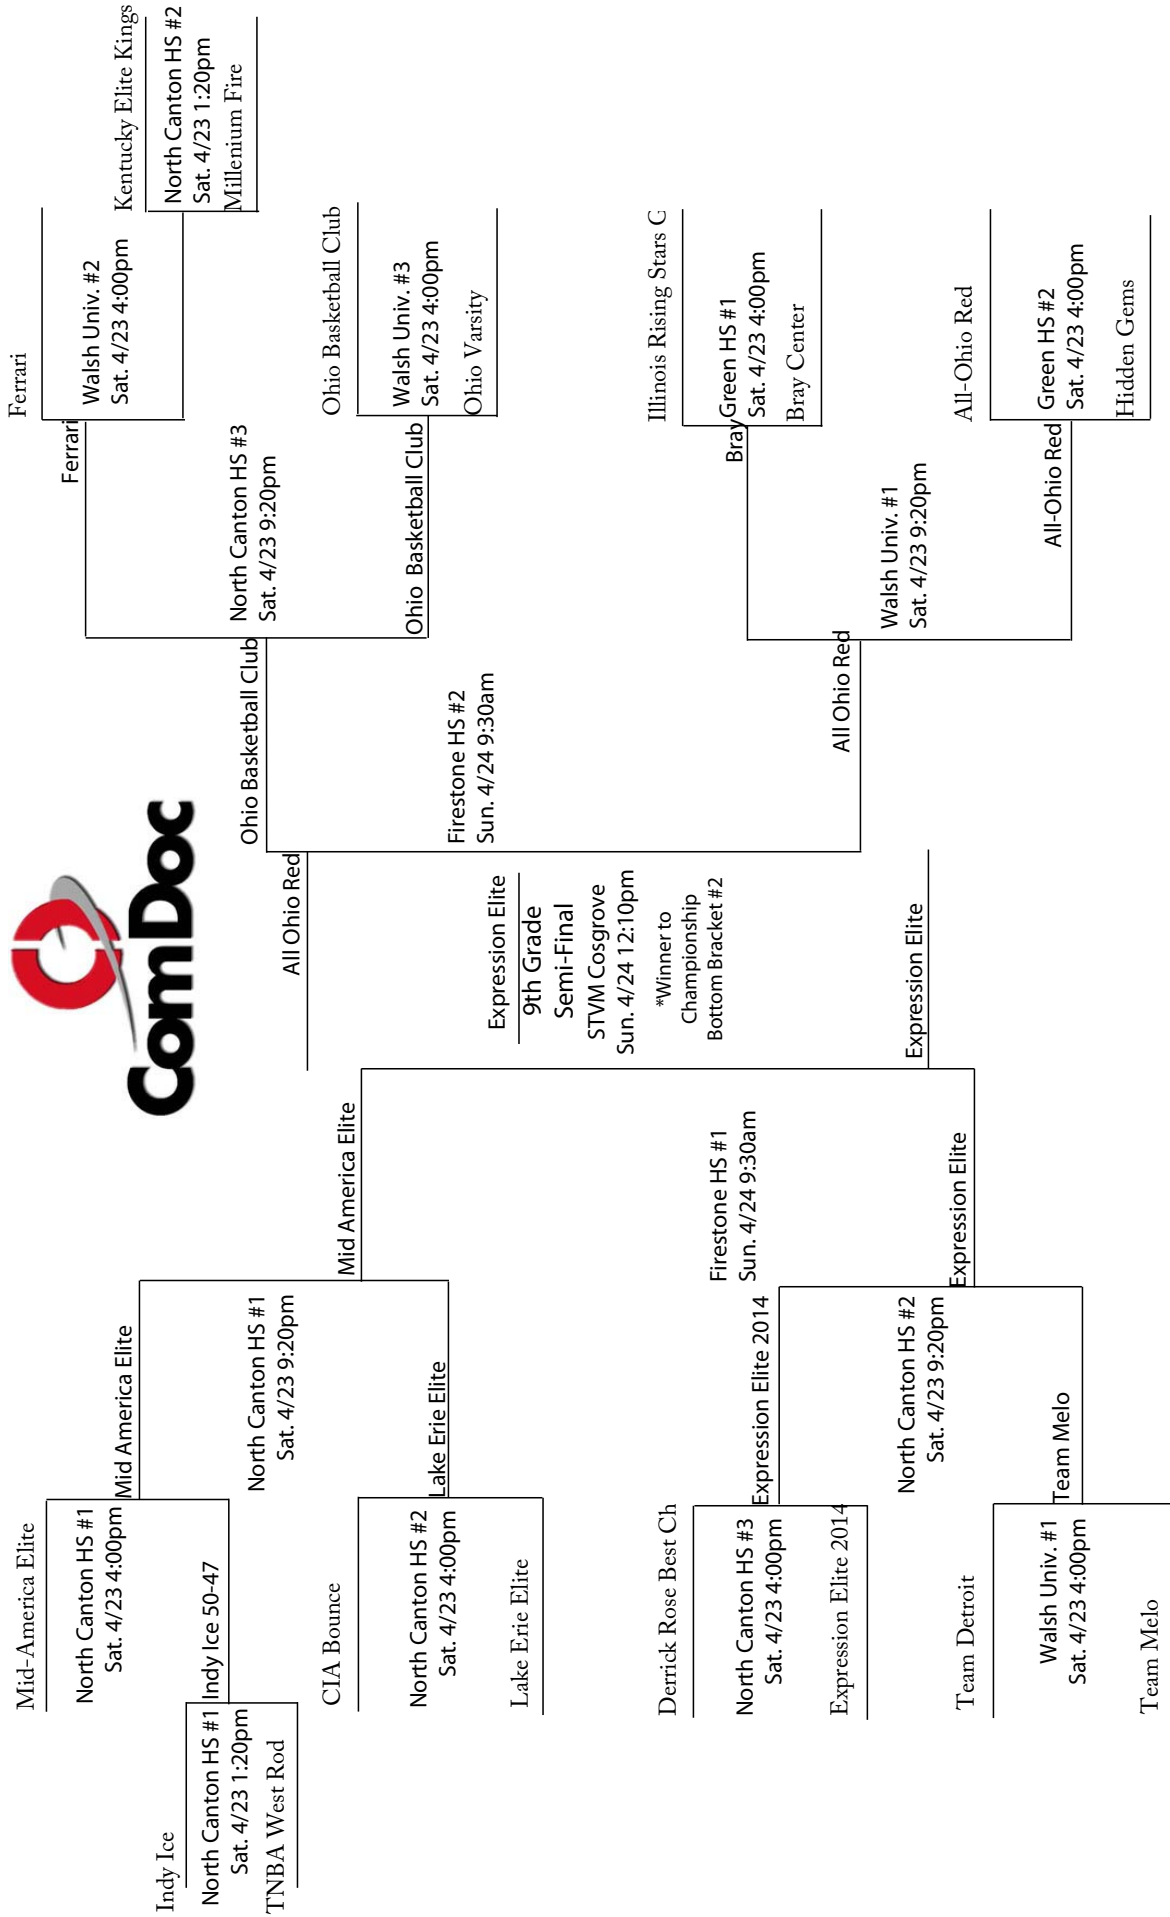 ComDoc
Mid-America Elite
North Canton HS #1
Sat. 4/23 4:00pm
Mid America Elite
Indy Ice
North Canton HS #1
Sat. 4/23 1:20pm
TNBA West Rod
Indy Ice 50-47
North Canton HS #1
Sat. 4/23 9:20pm
CIA Bounce
North Canton HS #2
Sat. 4/23 4:00pm
Lake Erie Elite
Lake Erie Elite
Mid America Elite
Derrick Rose Best Ch
North Canton HS #3
Sat. 4/23 4:00pm
Expression Elite 2014
Expression Elite 2014
North Canton HS #2
Sat. 4/23 9:20pm
Team Detroit
Walsh Univ. #1
Sat. 4/23 4:00pm
Team Melo
Team Melo
Expression Elite
Firestone HS #1
Sun. 4/24 9:30am
Expression Elite
All Ohio Red
Expression Elite
9th Grade
Semi-Final
STVM Cosgrove
Sun. 4/24 12:10pm
*Winner to
Championship
Bottom Bracket #2
Ohio Basketball Club
Firestone HS #2
Sun. 4/24 9:30am
All Ohio Red
Ferrari
North Canton HS #3
Sat. 4/23 9:20pm
Ohio Basketball Club
Ferrari
Walsh Univ. #2
Sat. 4/23 4:00pm
Kentucky Elite Kings
North Canton HS #2
Sat. 4/23 1:20pm
Millenium Fire
Ohio Basketball Club
Walsh Univ. #3
Sat. 4/23 4:00pm
Ohio Varsity
Bray
Walsh Univ. #1
Sat. 4/23 9:20pm
All-Ohio Red
Illinois Rising Stars
Green HS #1
Sat. 4/23 4:00pm
Bray Center
All-Ohio Red
Green HS #2
Sat. 4/23 4:00pm
Hidden Gems